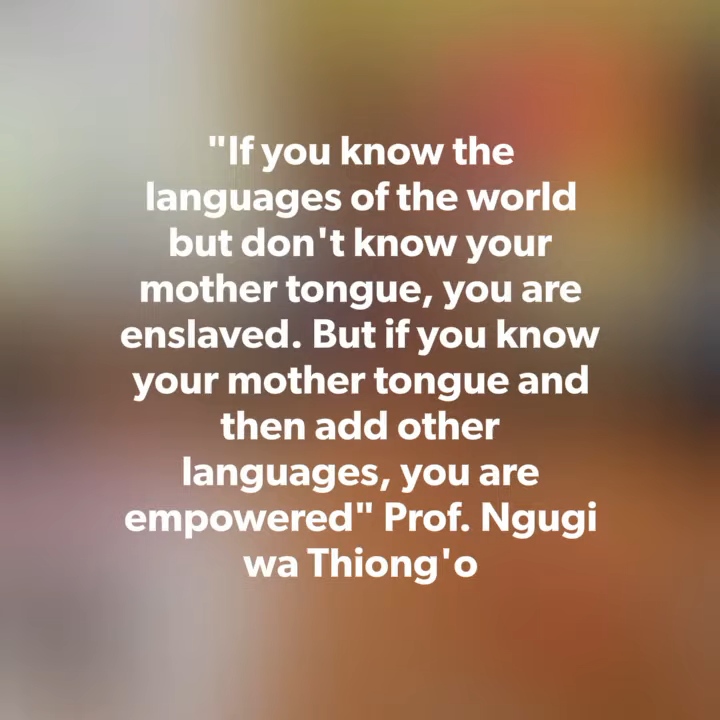 "If you know the
languages of the world
but don't know your
mother tongue, you are
enslaved. But if you know
your mother tongue and
then add other
languages, you are
empowered" Prof. Ngugi
wa Thiong'o